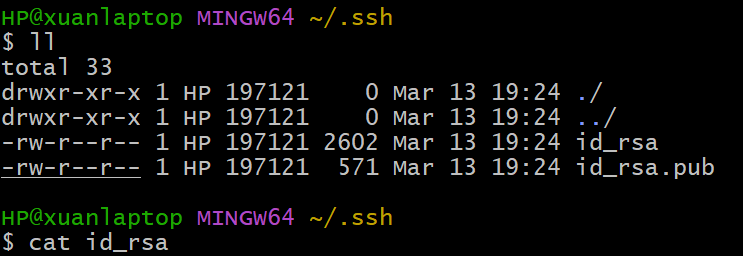 HP@xuanlaptop MINGW64 ~/.ssh
$ ll
total 33
drwxr-xr-x 1 HP 197121    0 Mar 13 19:24 ./
drwxr-xr-x 1 HP 197121    0 Mar 13 19:24 ../
-rw-r--r-- 1 HP 197121 2602 Mar 13 19:24 id_rsa
-rw-r--r-- 1 HP 197121  571 Mar 13 19:24 id_rsa.pub
HP@xuanlaptop MINGW64 ~/.ssh
$ cat id_rsa